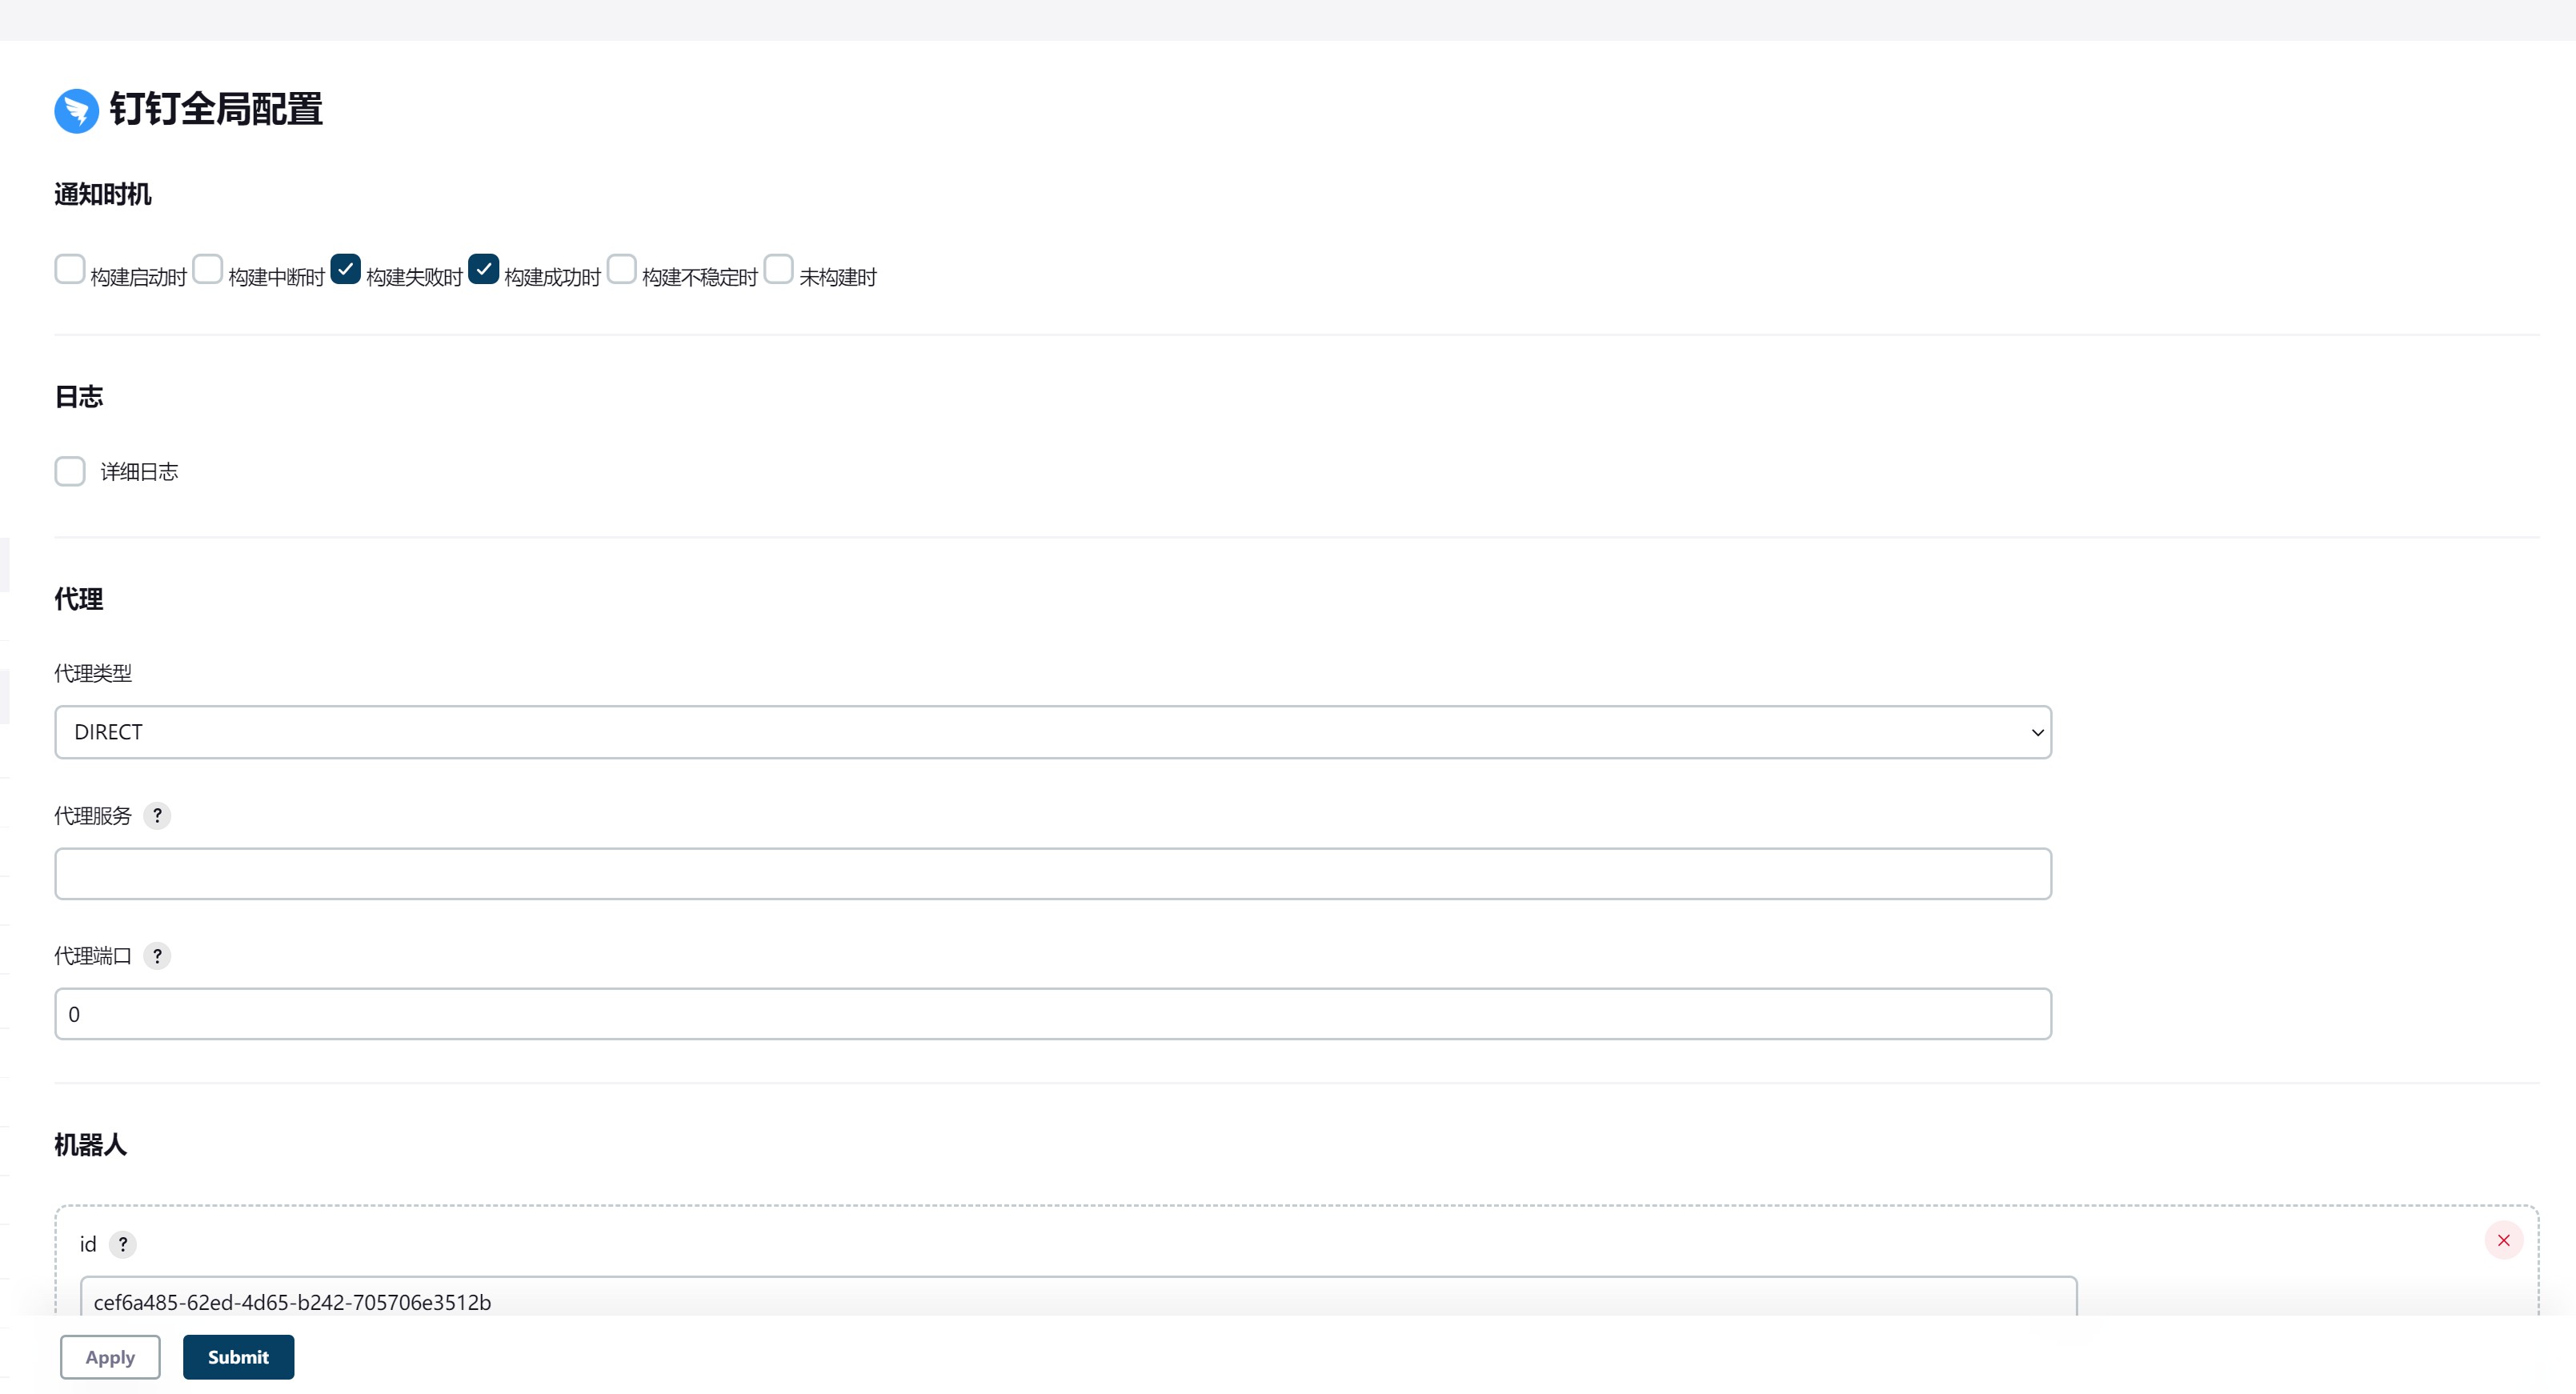 钉钉全局配置
通知时机
构建启动时 构建中断时 构建失败时 构建成功时 构建不稳定时 未构建时
日志
详细日志
代理
代理类型
DIRECT
代理服务 ?
代理端口 ?
0
机器人
id ?
cef6a485-62ed-4d65-b242-705706e3512b
Apply Submit